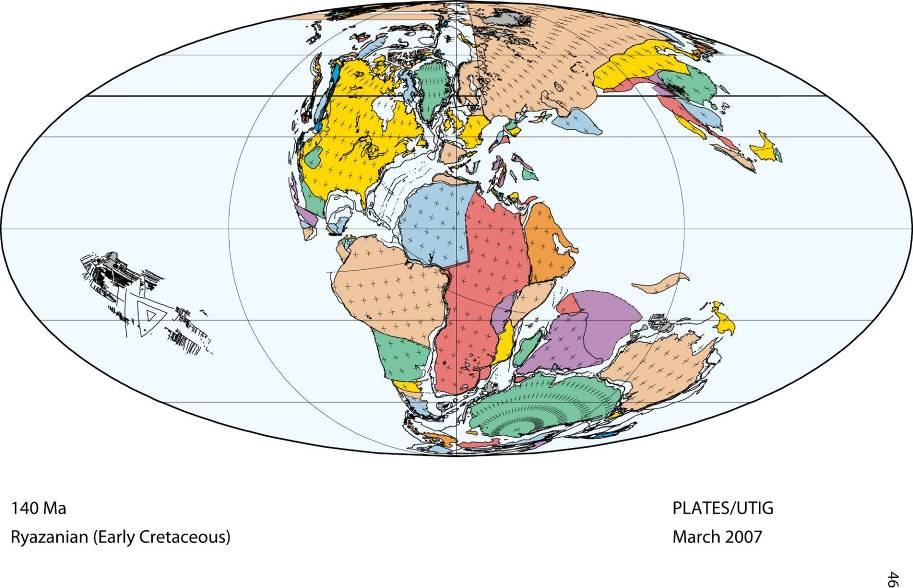 140 Ma
Ryazanian (Early Cretaceous)
PLATES/UTIG
March 2007
46